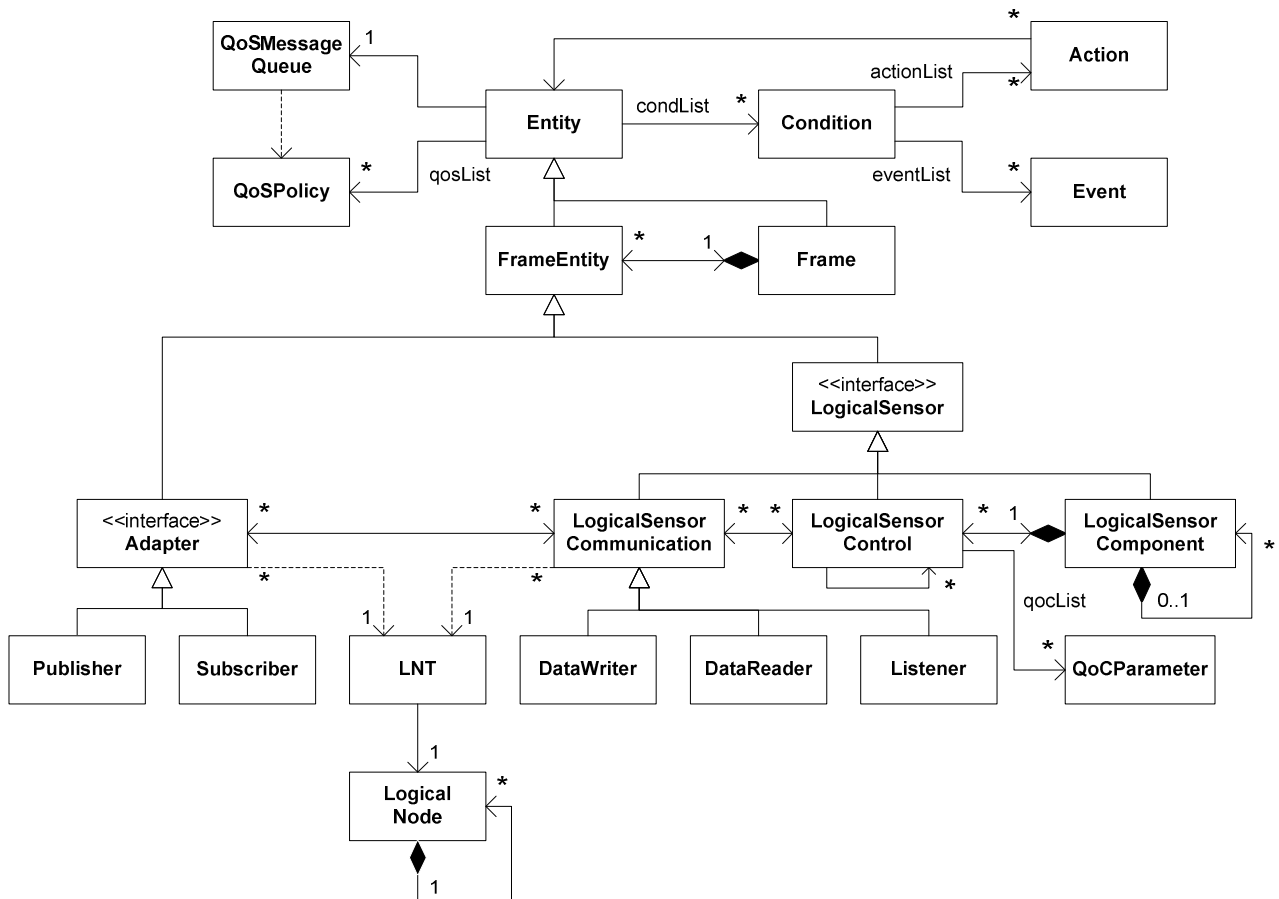 *
QoSMessage
Queue
1
Action
actionList
*
condList
*
Entity
Condition
*
qosList
eventList
*
QoSPolicy
Event
*
1
FrameEntity
Frame
<<interface>>
LogicalSensor
<<interface>>
Adapter
*
*
LogicalSensor
Communication
*
*
LogicalSensor
Control
*
1
LogicalSensor
Component
*
*
*
*
0..1
qocList
1
1
*
Publisher
Subscriber
LNT
DataWriter
DataReader
Listener
QoCParameter
1
*
Logical
Node
1